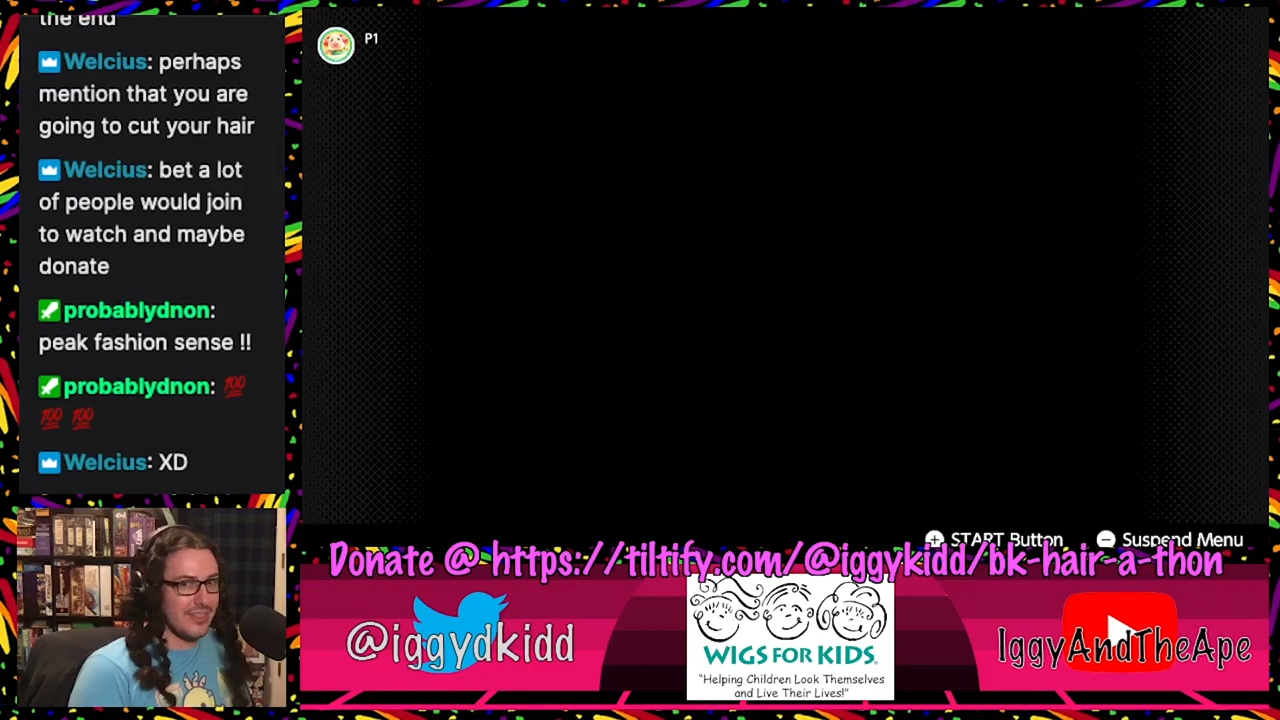 the end
Welcius: perhaps
mention that you are
going to cut your hair
Welcius: bet a lot
of people would join
to watch and maybe
donate
probablydnon:
peak fashion sense !!
probablydnon: 💯
💯 💯
Welcius: XD
P1
START Button
Suspend Menu
Donate @ https://tiltify.com/@iggykidd/bk-hair-a-thon
@iggydkidd
WIGS FOR KIDS.
"Helping Children Look Themselves
and Live Their Lives!"
IggyAndTheApe